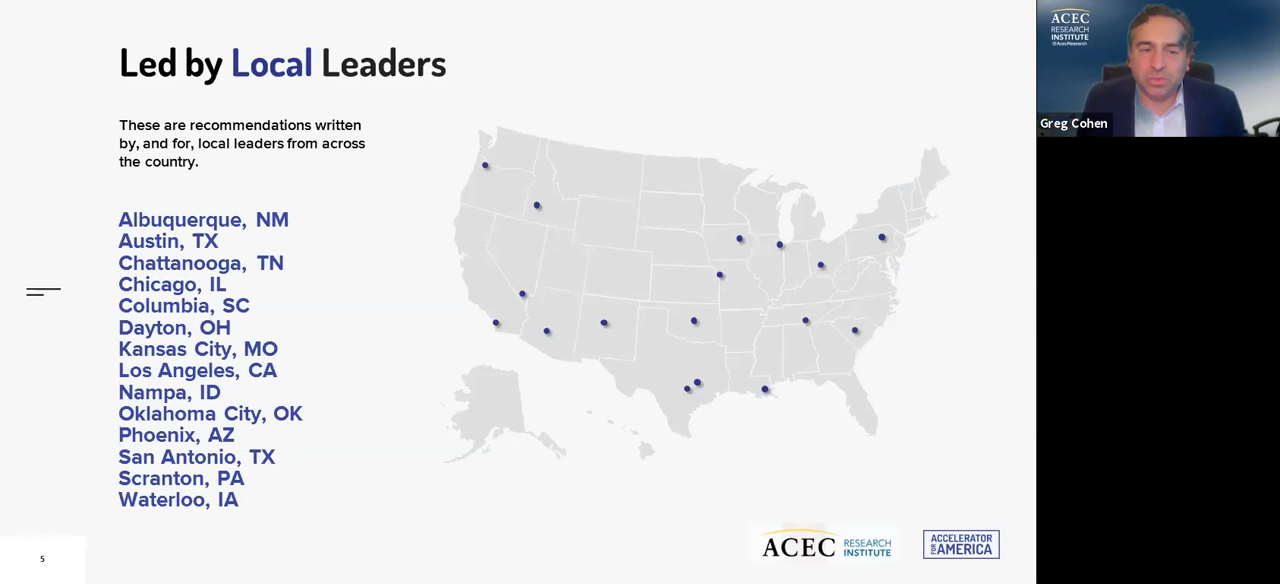 Led by Local Leaders
These are recommendations written
by, and for, local leaders from across
the country.
Albuquerque, NM
Austin, TX
Chattanooga, TN
Chicago, IL
Columbia, SC
Dayton, OH
Kansas City, MO
Los Angeles, CA
Nampa, ID
Oklahoma City, OK
Phoenix, AZ
San Antonio, TX
Scranton, PA
Waterloo, IA
5
ACEC RESEARCH
INSTITUTE
ACCELERATOR
FOR AMERICA
ACEC
RESEARCH
INSTITUTE
@AcecResearch
Greg Cohen